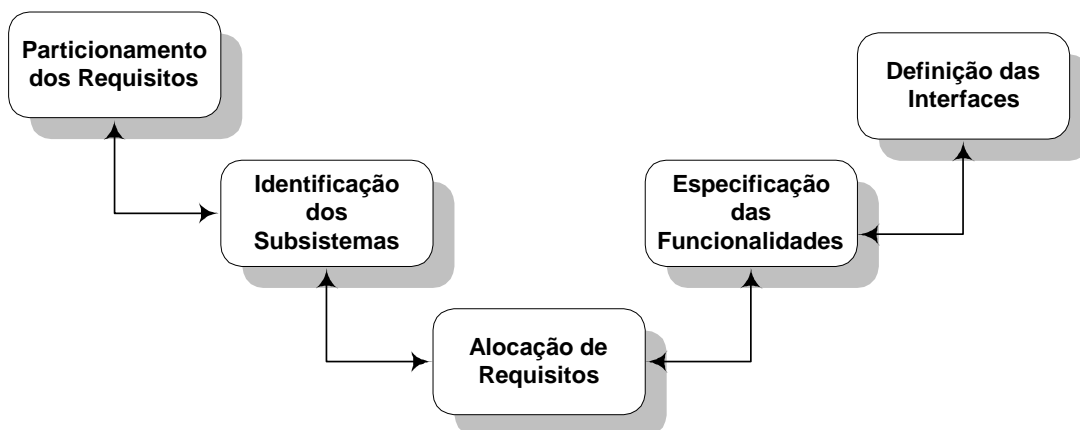 Particionamento
dos Requisitos
Identificação
dos
Subsistemas
Alocação de
Requisitos
Especificação
das
Funcionalidades
Definição das
Interfaces